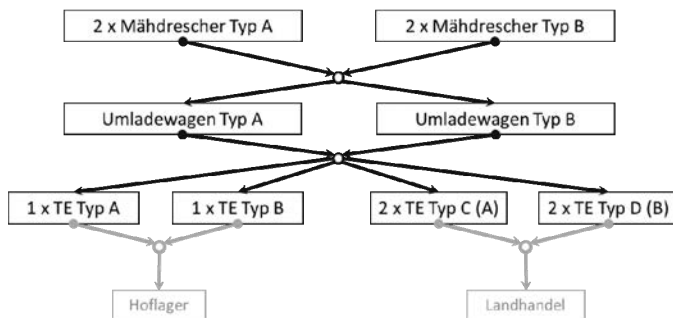 2 x Mähdrescher Typ A
2 x Mähdrescher Typ B
Umladewagen Typ A
Umladewagen Typ B
1 x TE Typ A
1 x TE Typ B
2 x TE Typ C (A)
2 x TE Typ D (B)
Hoflager
Landhandel